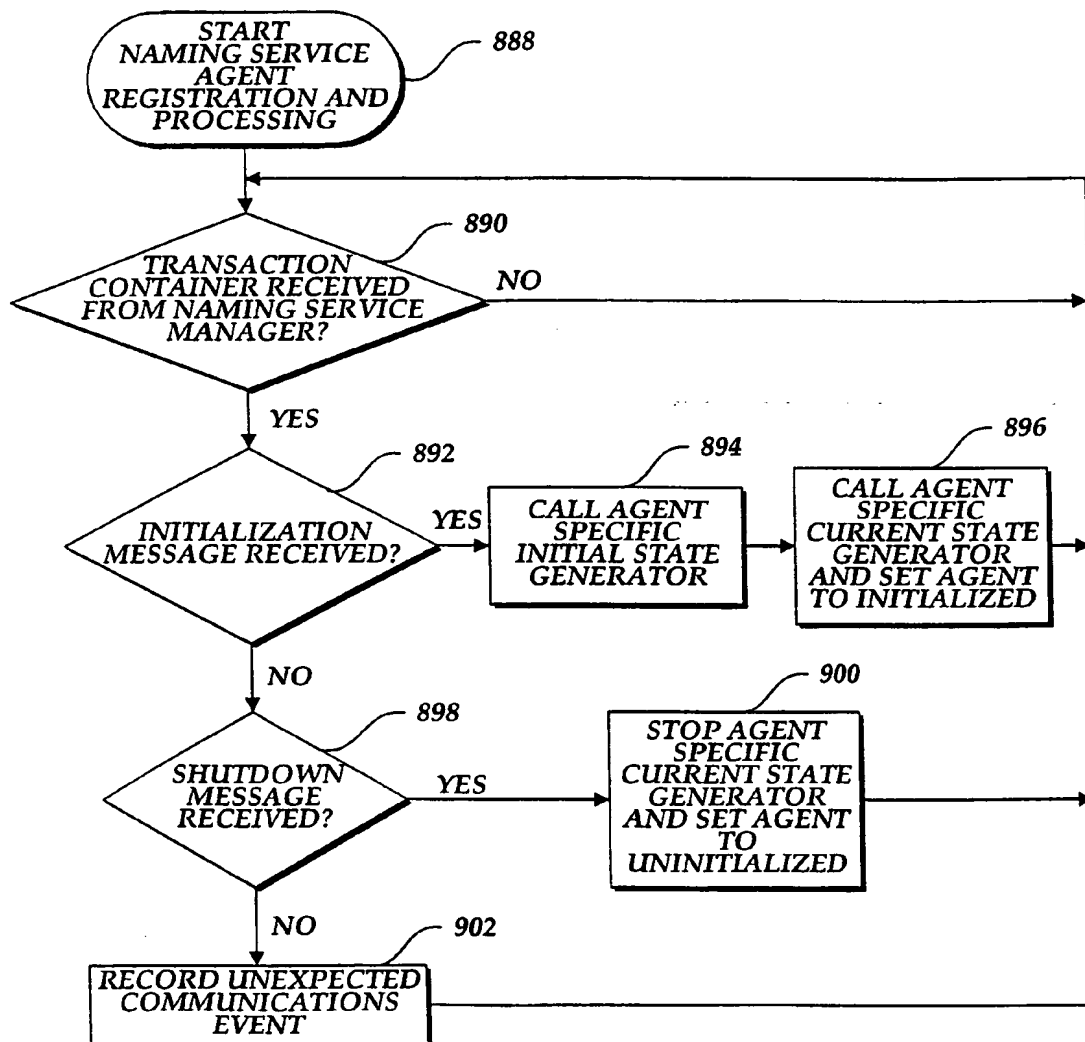 START
NAMING SERVICE
AGENT
REGISTRATION AND
PROCESSING
888
890
TRANSACTION
CONTAINER RECEIVED
FROM NAMING SERVICE
MANAGER?
NO
YES
892
INITIALIZATION
MESSAGE RECEIVED?
YES
894
CALL AGENT
SPECIFIC
INITIAL STATE
GENERATOR
896
CALL AGENT
SPECIFIC
CURRENT STATE
GENERATOR
AND SET AGENT
TO INITIALIZED
NO
898
SHUTDOWN
MESSAGE
RECEIVED?
YES
900
STOP AGENT
SPECIFIC
CURRENT STATE
GENERATOR
AND SET AGENT
TO
UNINITIALIZED
NO
902
RECORD UNEXPECTED
COMMUNICATIONS
EVENT